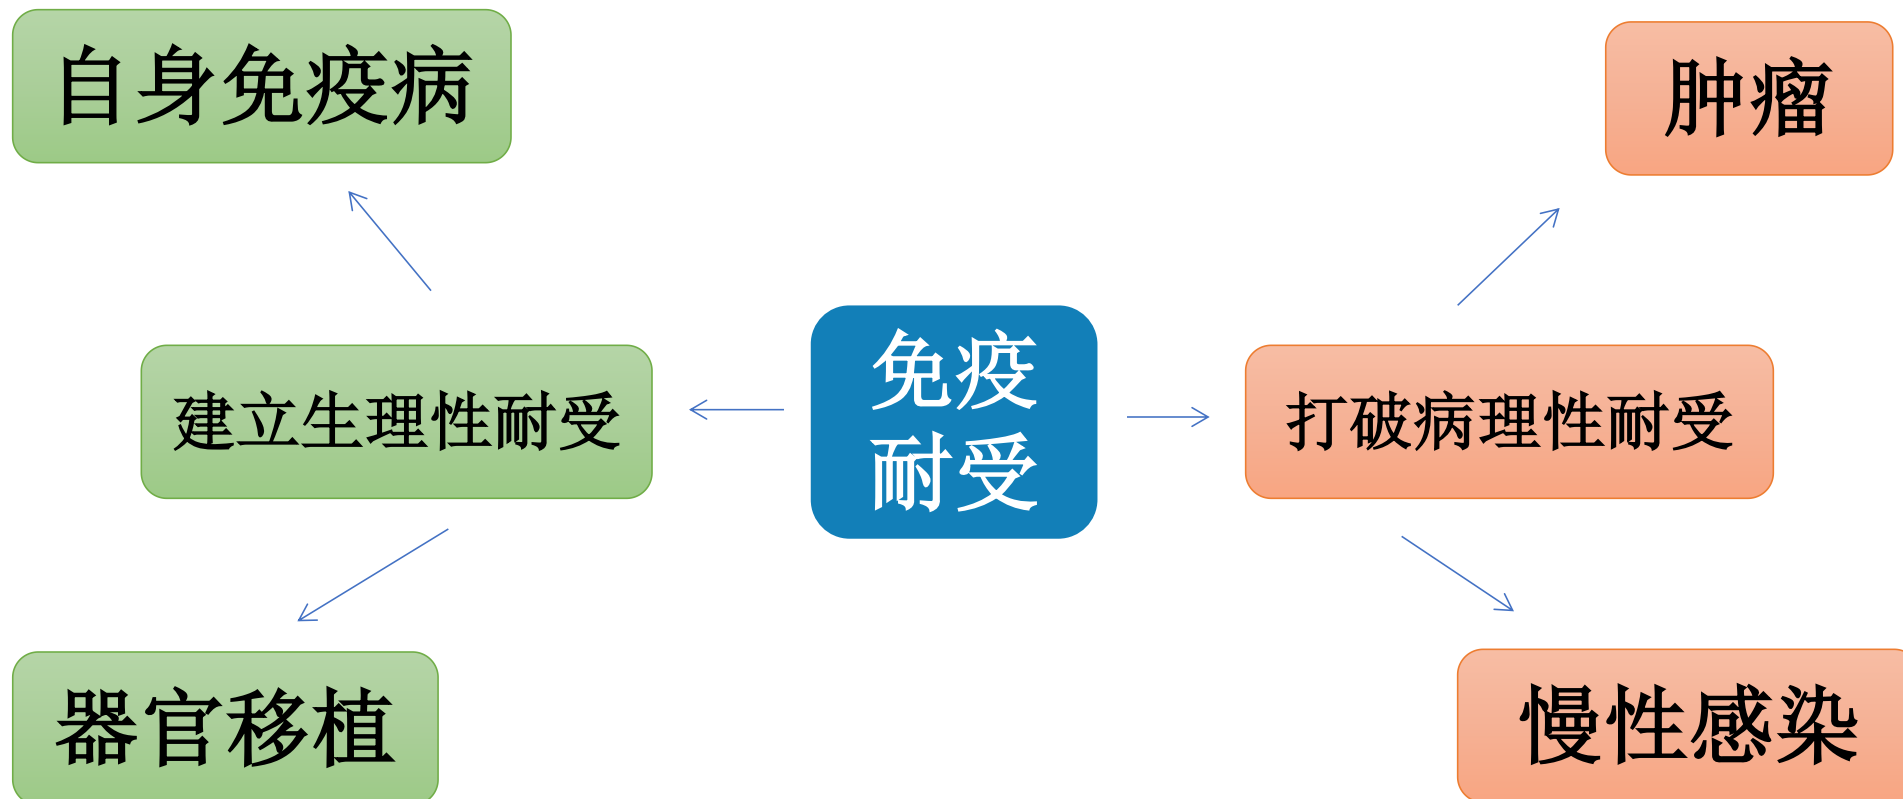 自身免疫病
肿瘤
免疫
耐受
建立生理性耐受
打破病理性耐受
器官移植
慢性感染